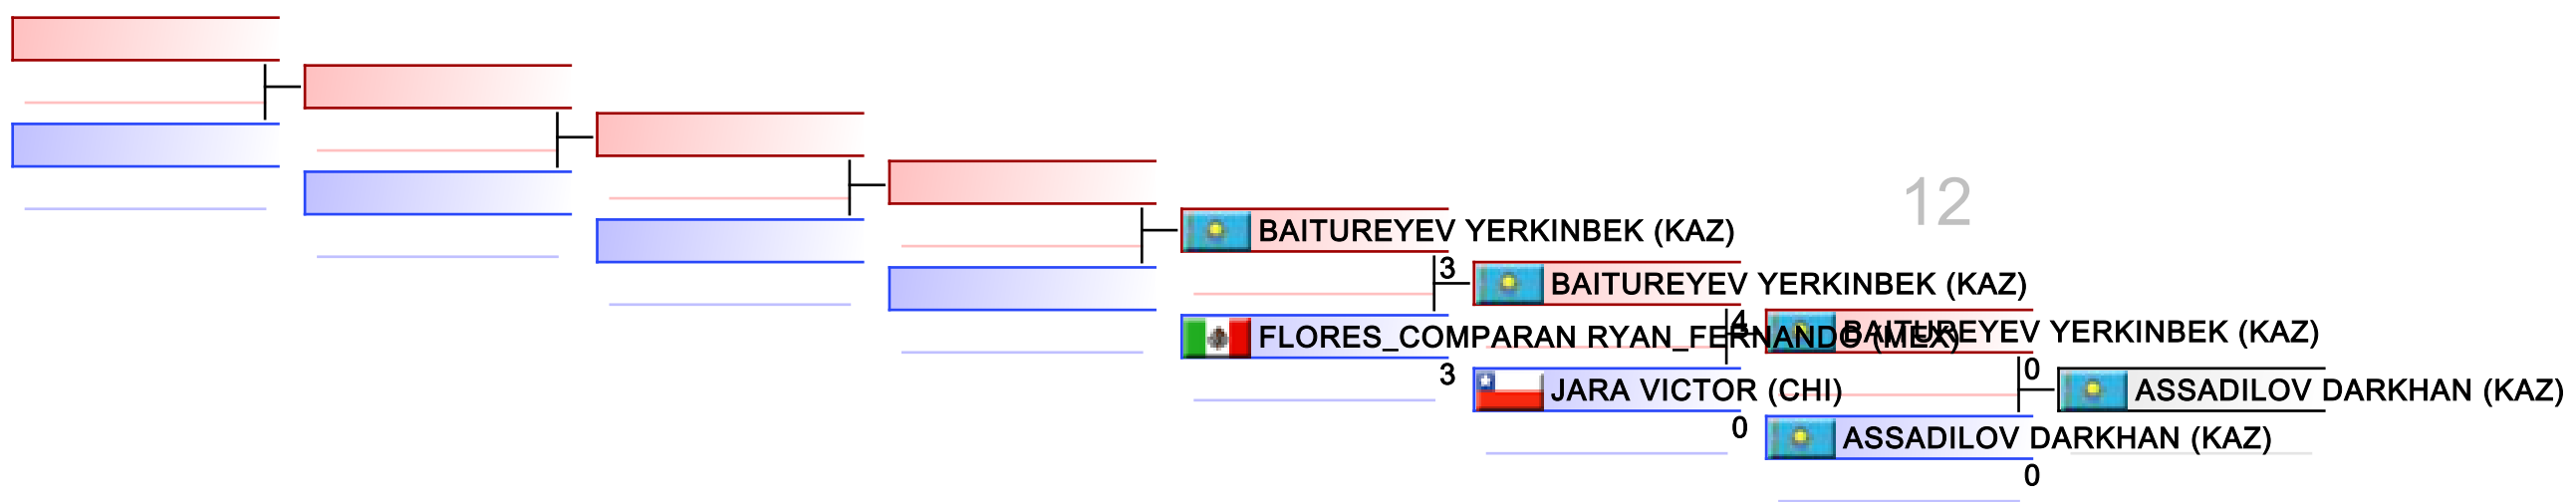 12
BAITUREYEV YERKINBEK (KAZ)
3
BAITUREYEV YERKINBEK (KAZ)
4
BAITUREYEV YERKINBEK (KAZ)
FLORES_COMPARAN RYAN_FERNANDO (MEX)
0
3
JARA VICTOR (CHI)
ASSADILOV DARKHAN (KAZ)
0
ASSADILOV DARKHAN (KAZ)
0